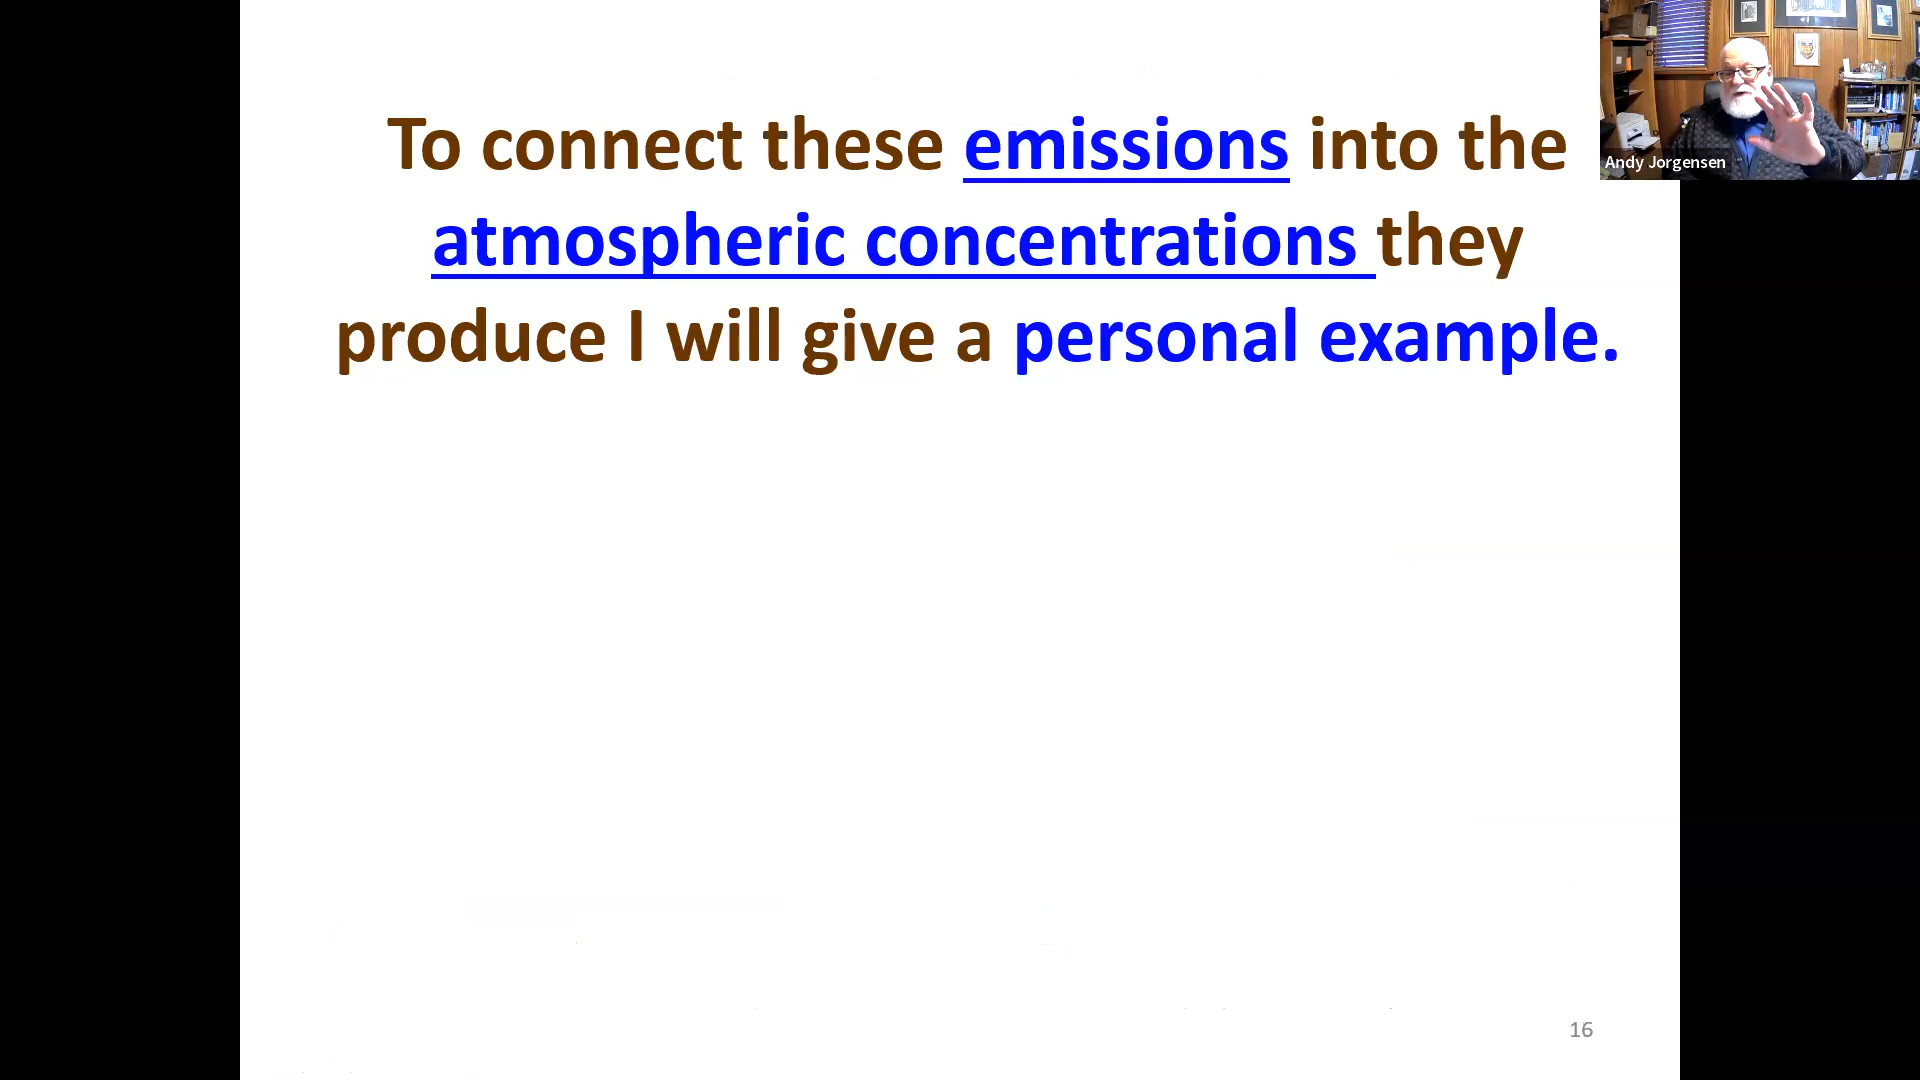 To connect these emissions into the
atmospheric concentrations they
produce I will give a personal example.
Andy Jorgensen
16